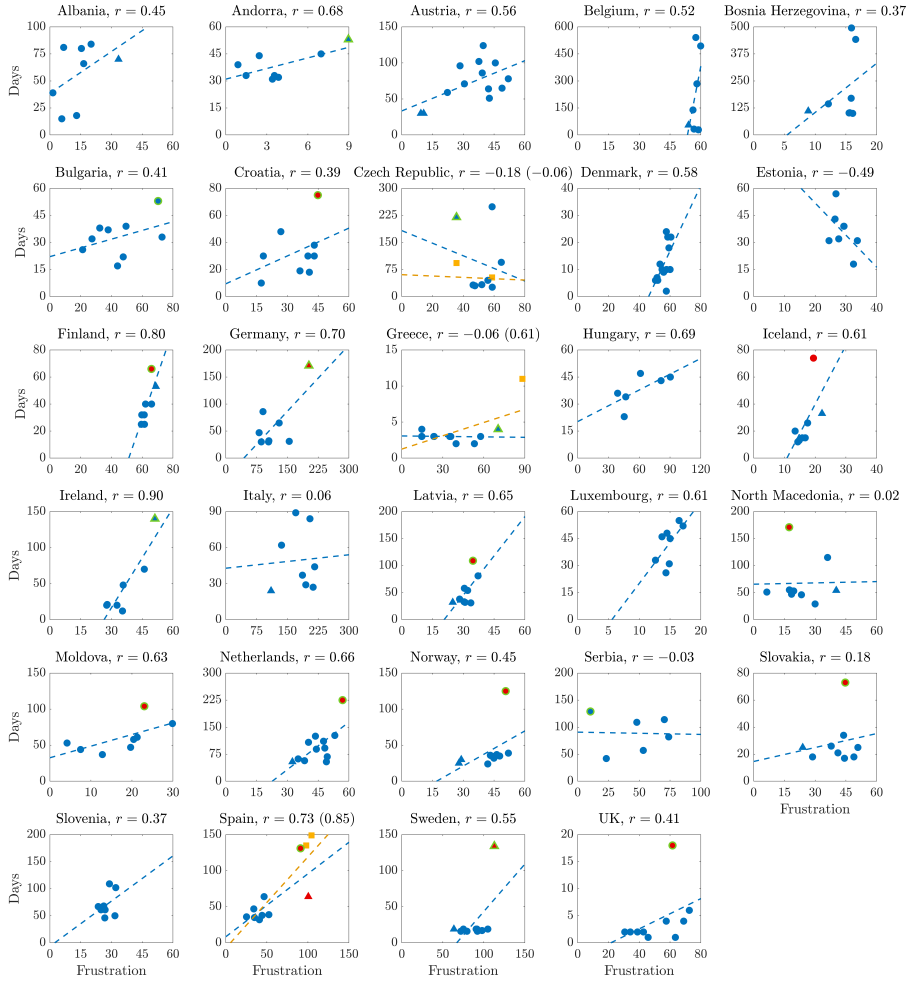 Albania, r = 0.45 Andorra, r = 0.68 Austria, r = 0.56 Belgium, r = 0.52 Bosnia Herzegovina, r = 0.37
Days
0 20 40 60 80 100
0 15 30 45 60
0 15 30 45 60
0 3 6 9
0 50 100 150
0 15 30 45 60
0 150 300 450 600
0 15 30 45 60
0 125 250 375 500
0 5 10 15 20
Bulgaria, r = 0.41 Croatia, r = 0.39 Czech Republic, r = −0.18 (−0.06) Denmark, r = 0.58 Estonia, r = −0.49
Days
0 15 30 45 60
0 20 40 60 80
0 20 40 60 80
0 15 30 45 60
0 75 150 225 300
0 20 40 60 80
0 10 20 30 40
0 20 40 60 80
0 15 30 45 60
0 10 20 30 40
Finland, r = 0.80 Germany, r = 0.70 Greece, r = −0.06 (0.61) Hungary, r = 0.69 Iceland, r = 0.61
Days
0 20 40 60 80
0 20 40 60 80
0 50 100 150 200
0 75 150 225 300
0 5 10 15
0 30 60 90
0 15 30 45 60
0 30 60 90 120
0 20 40 60 80
0 10 20 30 40
Ireland, r = 0.90 Italy, r = 0.06 Latvia, r = 0.65 Luxembourg, r = 0.61 North Macedonia, r = 0.02
Days
0 50 100 150
0 15 30 45 60
0 30 60 90
0 75 150 225 300
0 50 100 150 200
0 20 40 60
0 15 30 45 60
0 5 10 15 20
0 50 100 150 200
0 15 30 45 60
Moldova, r = 0.63 Netherlands, r = 0.66 Norway, r = 0.45 Serbia, r = −0.03 Slovakia, r = 0.18
Days
0 50 100 150
0 10 20 30
0 75 150 225 300
0 15 30 45 60
0 50 100 150
0 15 30 45 60
0 50 100 150 200
0 25 50 75 100
0 20 40 60 80
0 15 30 45 60
Frustration
Slovenia, r = 0.37 Spain, r = 0.73 (0.85) Sweden, r = 0.55 UK, r = 0.41
Days
0 50 100 150 200
0 15 30 45 60
0 50 100 150
0 50 100 150
0 50 100 150
0 50 100 150
0 5 10 15 20
0 20 40 60 80
Frustration Frustration Frustration Frustration